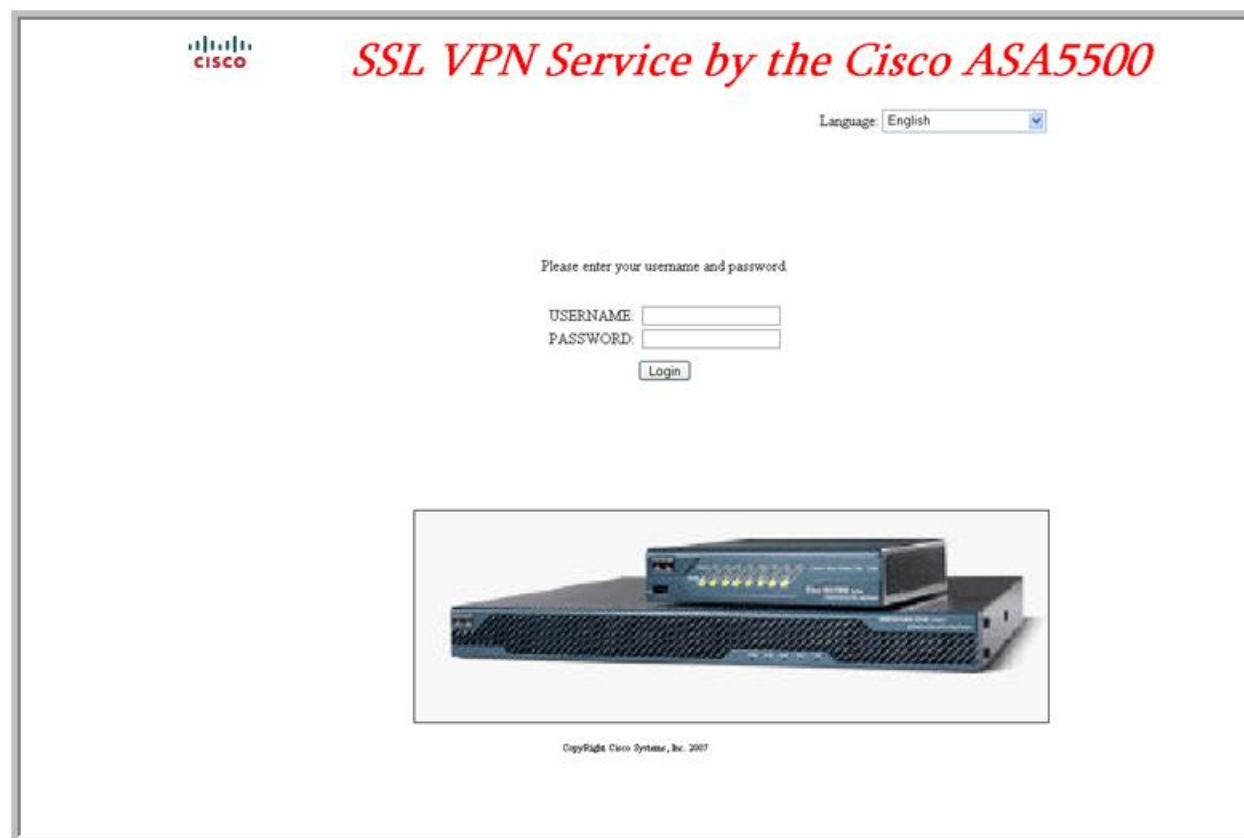 CISCO
SSL VPN Service by the Cisco ASA5500
Language: English
Please enter your username and password.
USERNAME:
PASSWORD:
Login
CopyRight Cisco Systems, Inc. 2007